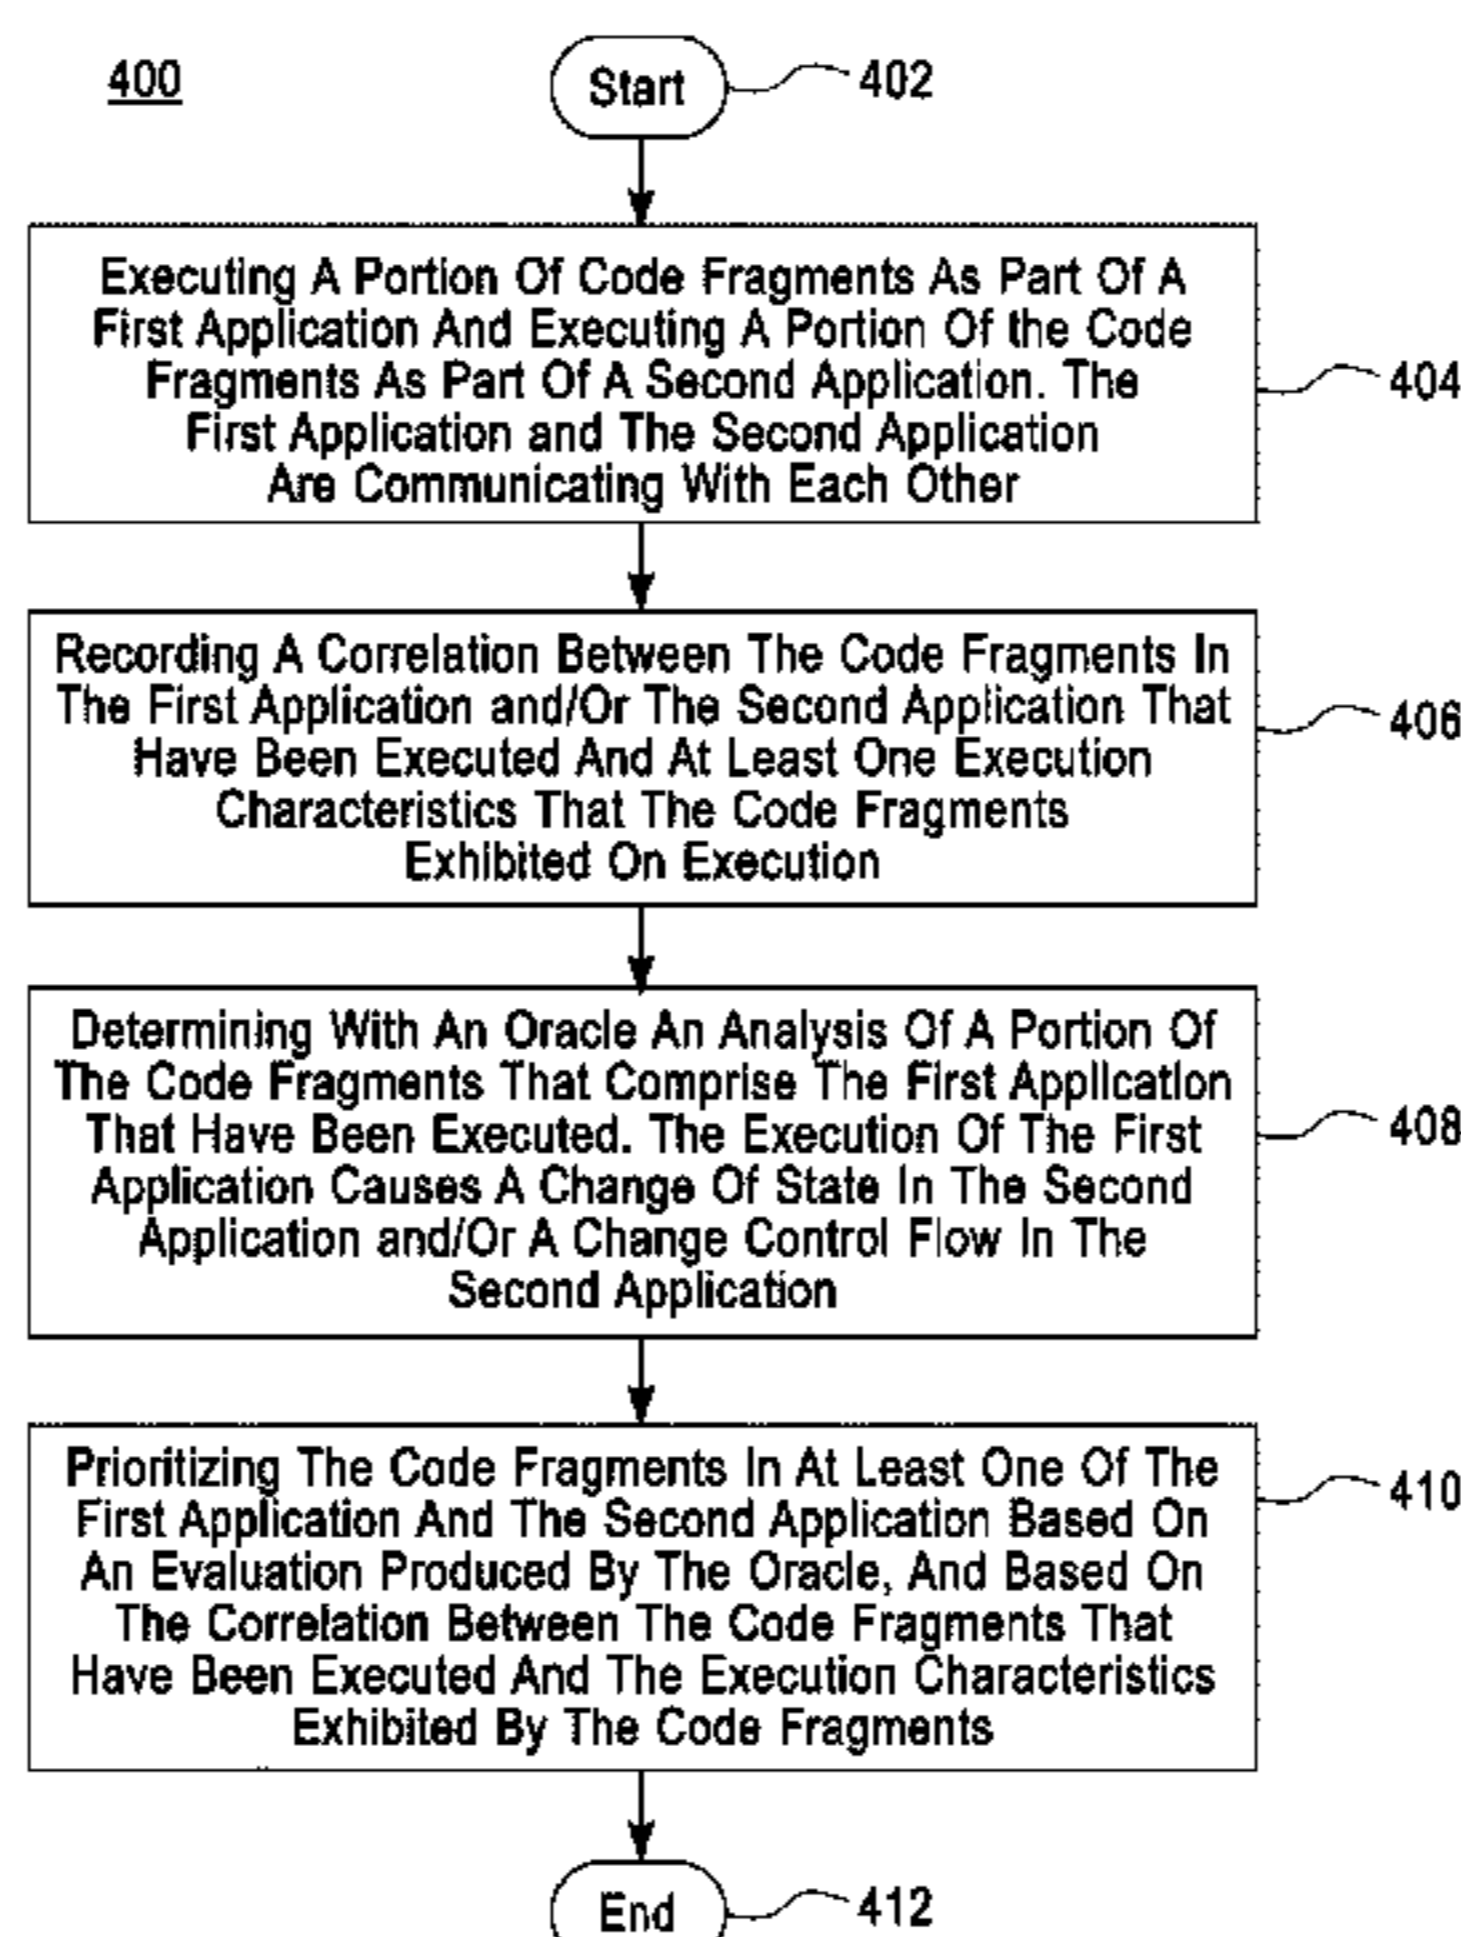 400
Start
402
Executing A Portion Of Code Fragments As Part Of A
First Application And Executing A Portion Of the Code
Fragments As Part Of A Second Application. The
First Application and The Second Application
Are Communicating With Each Other
404
Recording A Correlation Between The Code Fragments In
The First Application and/Or The Second Application That
Have Been Executed And At Least One Execution
Characteristics That The Code Fragments
Exhibited On Execution
406
Determining With An Oracle An Analysis Of A Portion Of
The Code Fragments That Comprise The First Application
That Have Been Executed. The Execution Of The First
Application Causes A Change Of State In The Second
Application and/Or A Change Control Flow In The
Second Application
408
Prioritizing The Code Fragments In At Least One Of The
First Application And The Second Application Based On
An Evaluation Produced By The Oracle, And Based On
The Correlation Between The Code Fragments That
Have Been Executed And The Execution Characteristics
Exhibited By The Code Fragments
410
End
412